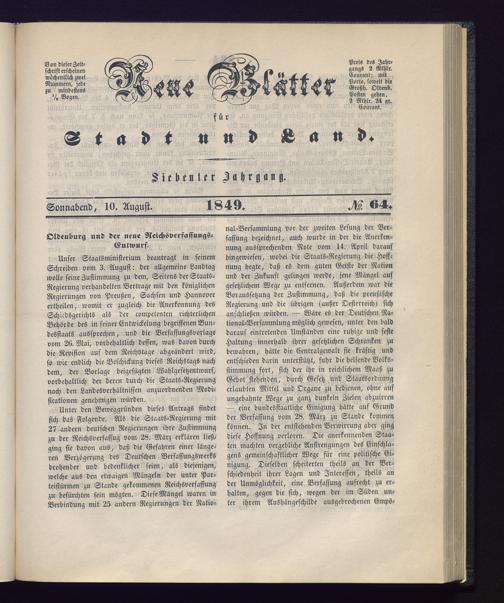 Von dieser Zeit-
schrift erscheinen
wöchentlich zwei
Nummern, jede
zu mindestens
¾ Bogen.
Neue Blätter
Preis des Jahr-
gangs 2 Rthlr.
Courant; mit
Porto, soweit die
Großh. Oldenb.
Posten gehen,
2 Rthlr. 24 gr.
Courant.
für
Stadt und Land.
Siebenter Jahrgang.
Sonnabend, 10. August. 1849. № 64.
Oldenburg und der neue Reichsverfassungs-
Entwurf.
Unser Staatsministerium beantragt in seinem
Schreiben vom 3. August: der allgemeine Landtag
wolle seine Zustimmung zu dem, Seitens der Staats-
Regierung verhandelten Vertrage mit den königlichen
Regierungen von Preußen, Sachsen und Hannover
ertheilen, womit er zugleich die Anerkennung des
Schiedsgerichts als der competenten richterlichen
Behörde des in seiner Entwickelung begriffenen Bun-
desstaats aussprechen, und die Verfassungsvorlage
vom 26. Mai, vorbehaltlich dessen, was davon durch
die Revision auf dem Reichstage abgeändert wird,
so wie endlich die Beschickung dieses Reichstags nach
dem, der Vorlage beigefügten Wahlgesetzentwurf,
vorbehaltlich der deren durch die Staats-Regierung
nach den Landesverhältnissen anzuordnenden Modi-
ficationen genehmigen würde.
Unter den Beweggründen dieses Antrags findet
sich das Folgende. Als die Staats-Regierung mit
27 andern deutschen Regierungen ihre Zustimmung
zu der Reichsverfassung vom 28. März erklären ließ,
ging sie davon aus, daß die Gefahren einer länge-
ren Verzögerung des Deutschen Verfassungswerks
drohender und bedenklicher seien, als diejenigen,
welche aus den etwaigen Mängeln der unter Par-
teistürmen zu Stande gekommenen Reichsverfassung
zu befürchten sein mögten. Diese Mängel waren in
Verbindung mit 25 andern Regierungen der Natio-
nal-Versammlung vor der zweiten Lesung der Ver-
fassung bezeichnet, auch wurde in der die Anerken-
nung aussprechenden Note vom 14. April darauf
hingewiesen, wobei die Staats-Regierung die Hoff-
nung hegte, daß es dem guten Geiste der Nation
und der Zukunft gelingen werde, jene Mängel auf
gesetzlichem Wege zu entfernen. Außerdem war die
Voraussetzung der Zustimmung, daß die preußische
Regierung und die übrigen (außer Oesterreich) sich
anschließen würden. — Wäre es der Deutschen Na-
tional-Versammlung möglich gewesen, unter den bald
darauf eintretenden Umständen eine ruhige und feste
Haltung innerhalb ihrer gesetzlichen Schranken zu
bewahren, hätte die Centralgewalt sie kräftig und
entschieden darin unterstützt, fuhr die besseren Volks-
stimmung fort, sich der ihr in reichlichem Maaß zu
Gebot stehenden, durch Gesetz und Staatsordnung
erlaubten Mittel und Organe zu bedienen, ohne auf
ungebahnte Wege zu ganz dunkeln Zielen abzuirren
— eine bundesstaatliche Einigung hätte auf Grund
der Verfassung vom 28. März zu Stande kommen
können. In der entstehenden Verwirrung aber ging
diese Hoffnung verloren. Die anerkennenden Staa-
ten machten vergebliche Anstrengungen des Einschla-
gens gemeinschaftlicher Wege für eine politische Ei-
nigung. Dieselben scheiterten theils an der Ver-
schiedenheit ihrer Lagen und Interessen, theils an
der Unmöglichkeit, eine Verfassung aufrecht zu er-
halten, gegen die sich, wegen der im Süden un-
ter ihrem Aushängeschilde ausgebrochenen Empö-